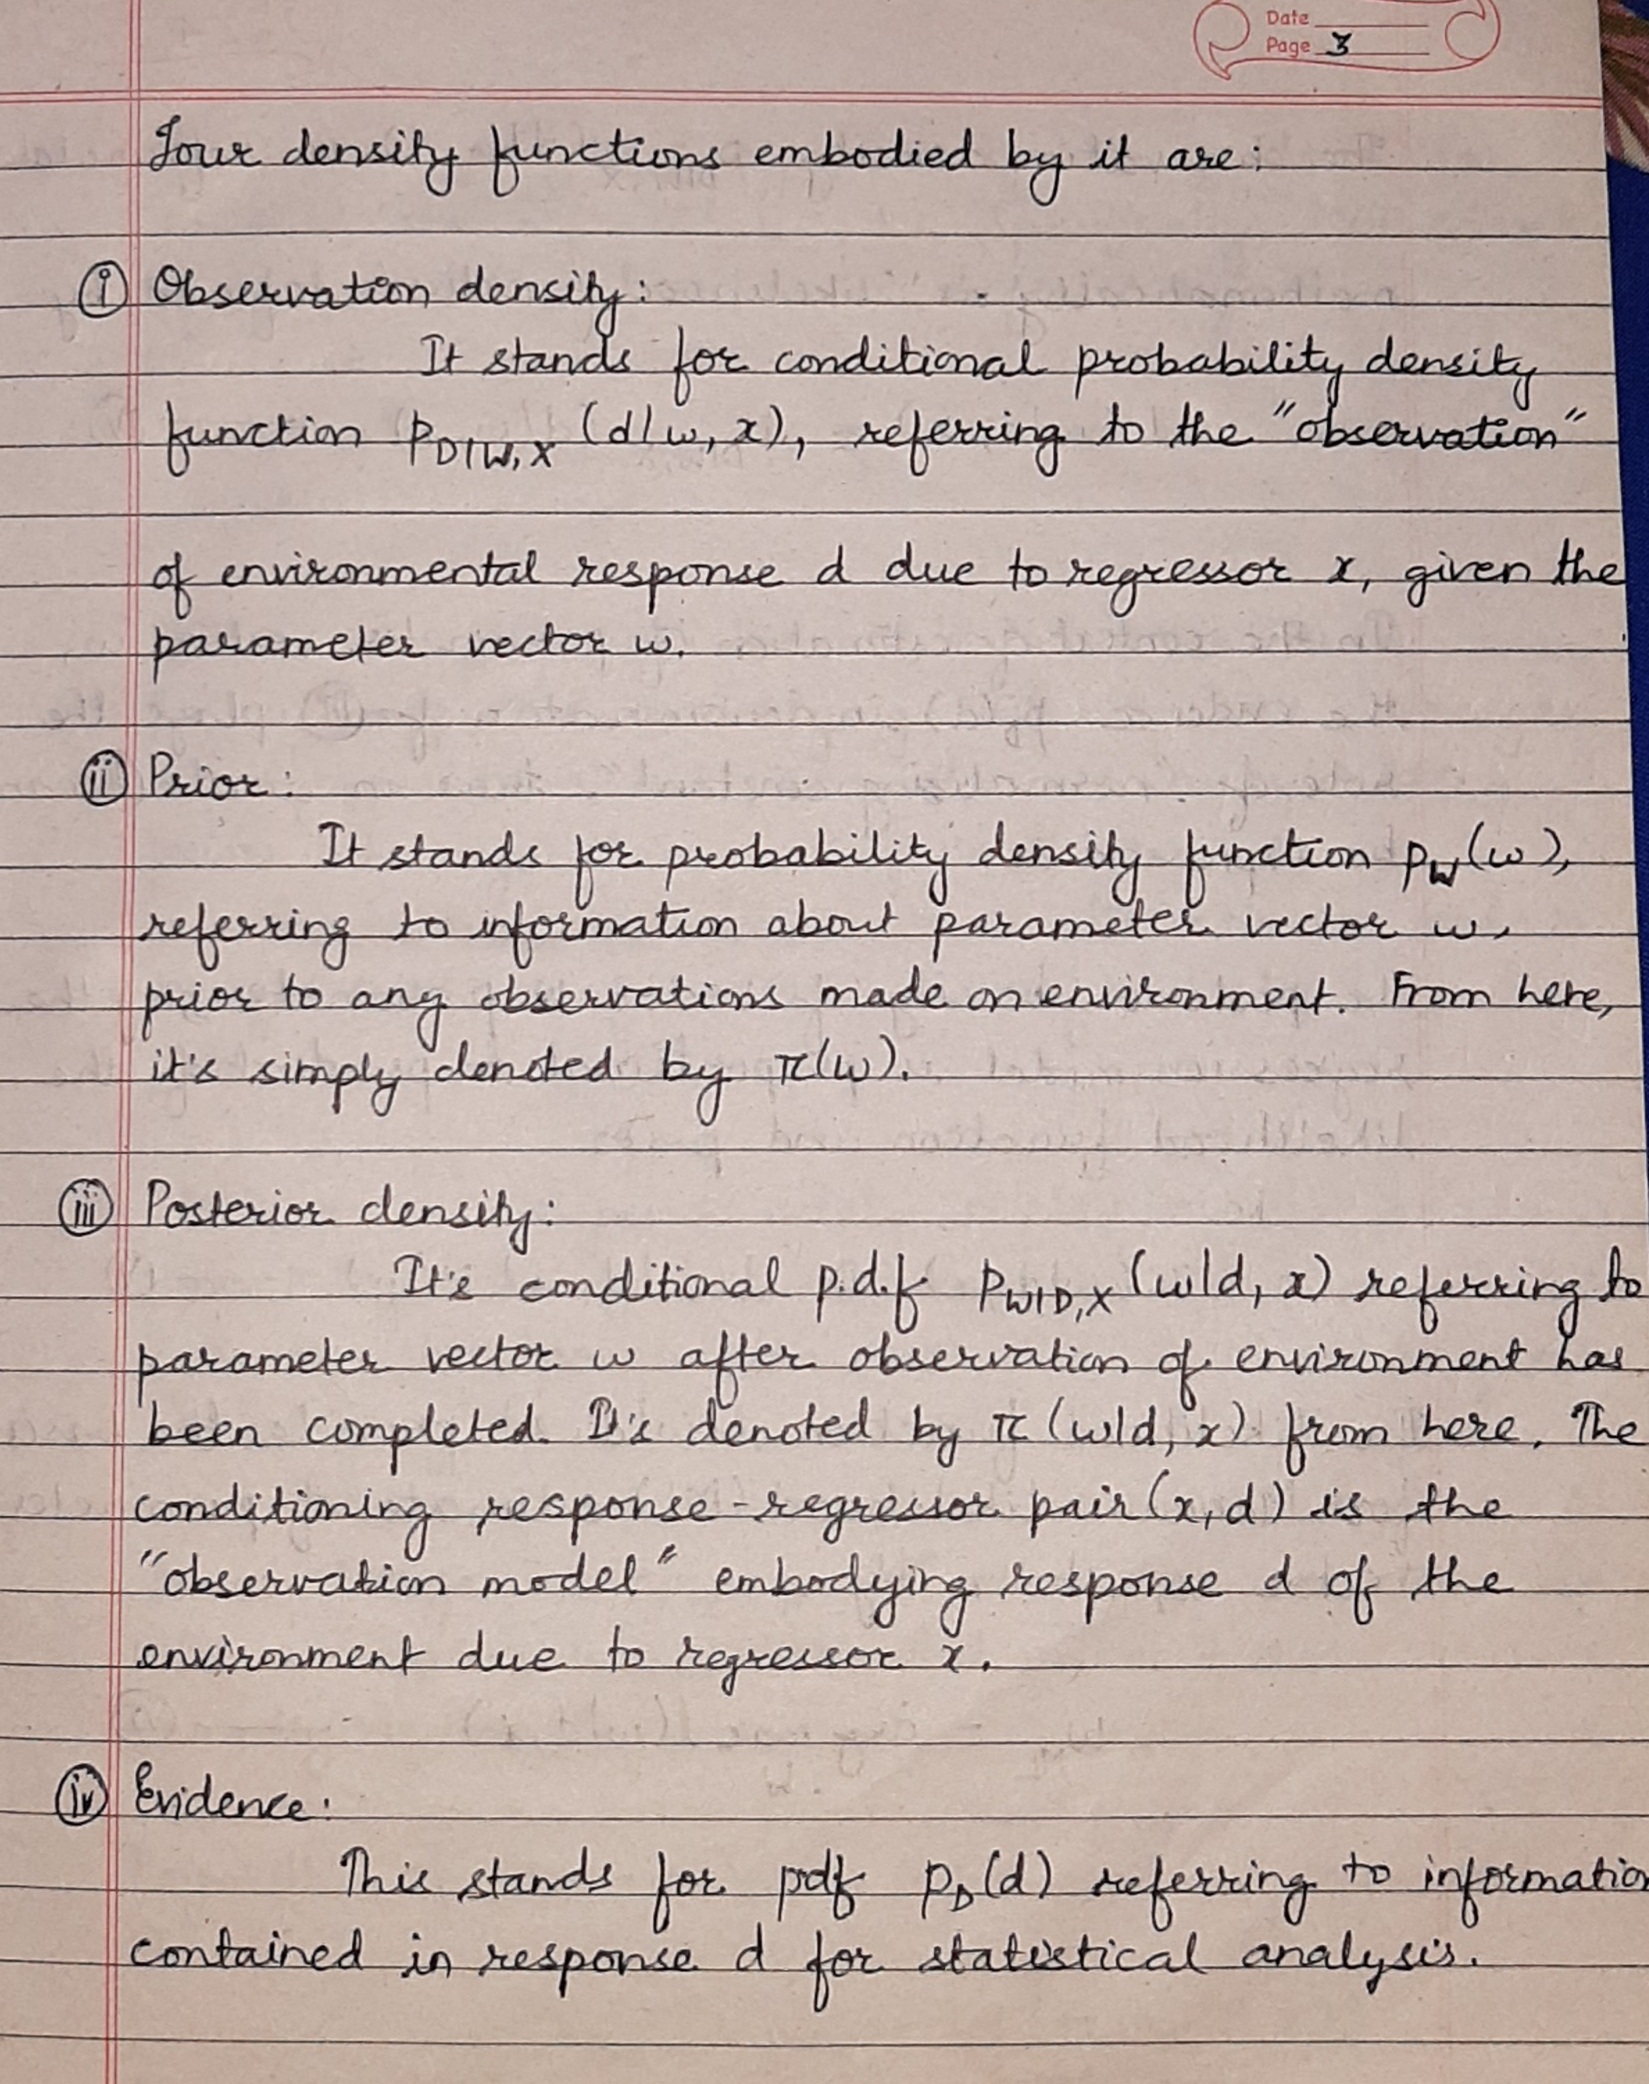 Date
Page 3
Four density functions embodied by it are:
(i) Observation density:
It stands for conditional probability density
function p_D|W,X (d|w, x), referring to the "observation"
of environmental response d due to regressor x, given the
parameter vector w.
(ii) Prior:
It stands for probability density function p_W(w),
referring to information about parameter vector w,
prior to any observations made on environment. From here,
it's simply denoted by π(w).
(iii) Posterior density:
It's conditional p.d.f p_W|D,X (w|d, x) referring to
parameter vector w after observation of environment has
been completed. It's denoted by π(w|d, x) from here. The
conditioning response-regressor pair (x, d) is the
"observation model" embodying response d of the
environment due to regressor x.
(iv) Evidence:
This stands for pdf p_D(d) referring to information
contained in response d for statistical analysis.